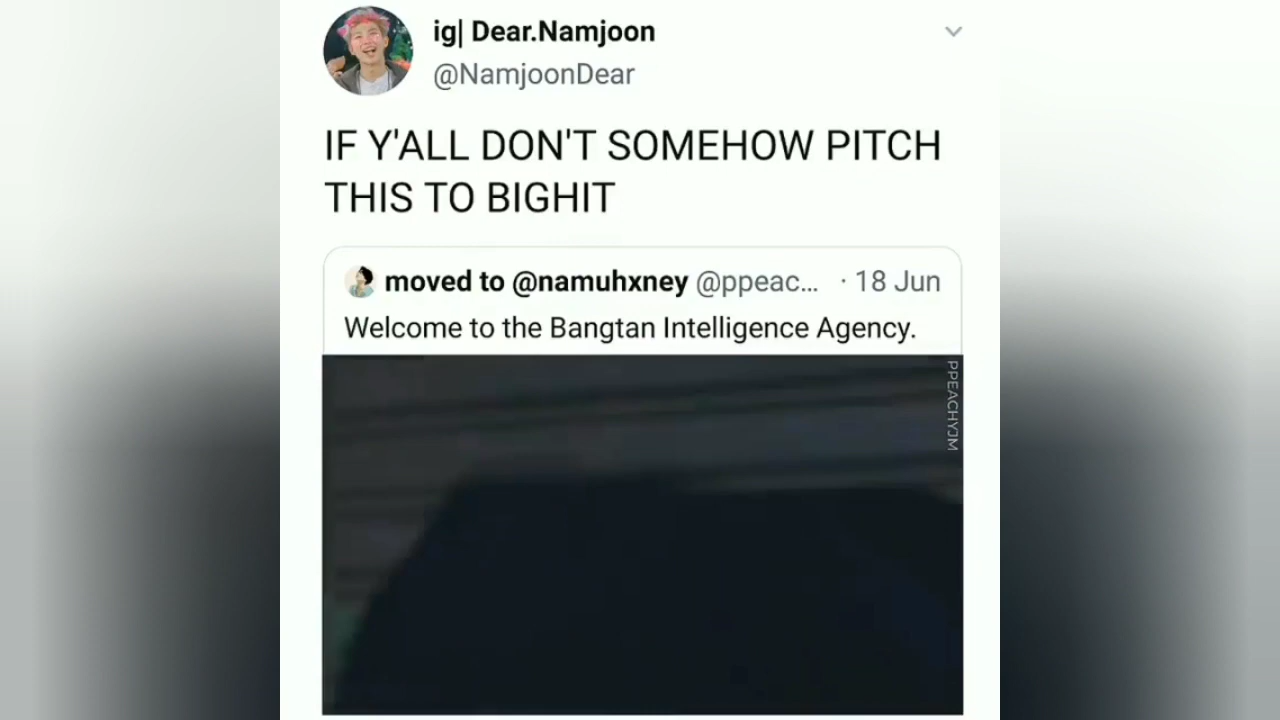 ig| Dear.Namjoon
@NamjoonDear
IF Y'ALL DON'T SOMEHOW PITCH
THIS TO BIGHIT
moved to @namuhxney @ppeac... · 18 Jun
Welcome to the Bangtan Intelligence Agency.
PPEACHYJM